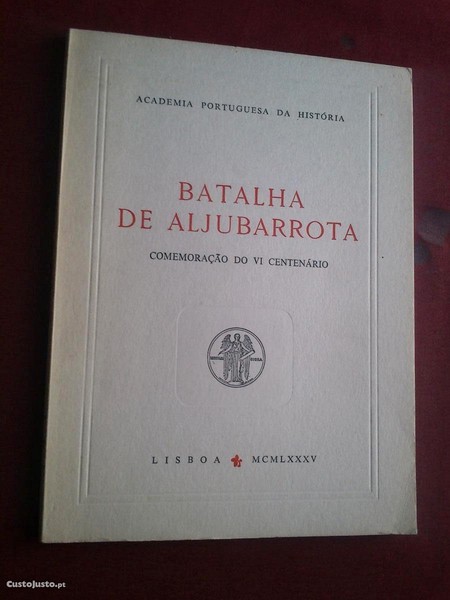 ACADEMIA PORTUGUESA DA HISTÓRIA
BATALHA
DE ALJUBARROTA
COMEMORAÇÃO DO VI CENTENÁRIO
LISBOA MCMLXXXV
CustoJusto.pt